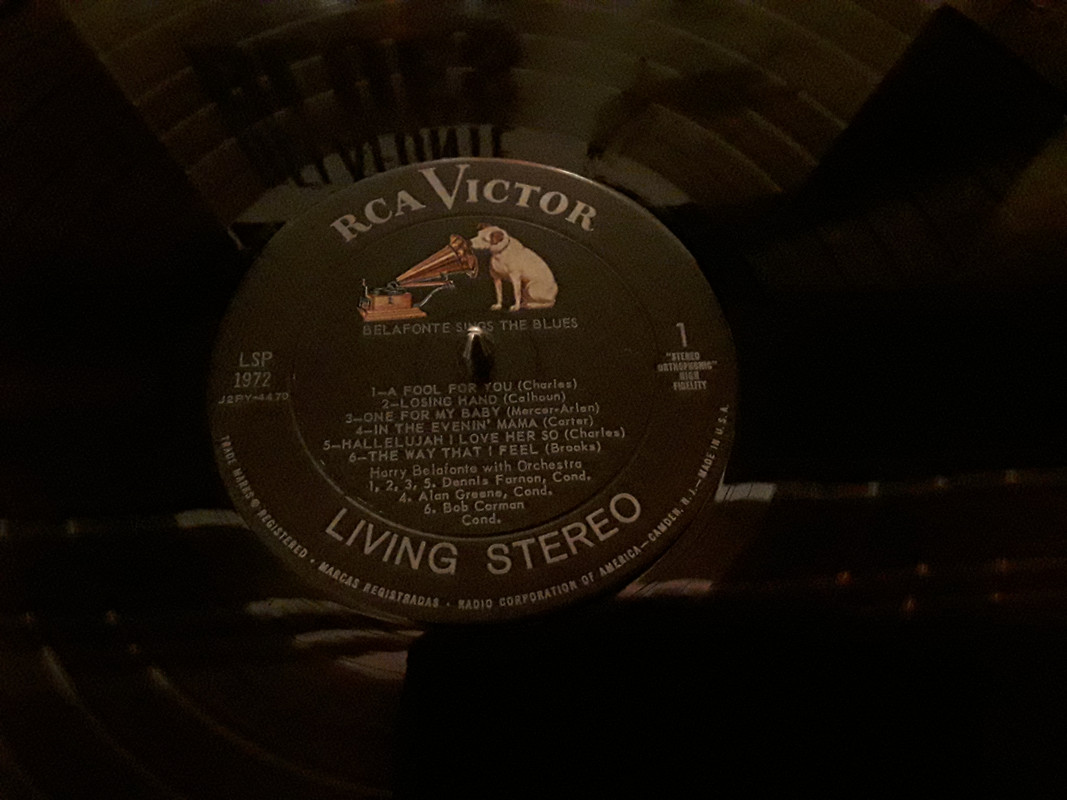 RCA VICTOR
BELAFONTE SINGS THE BLUES
LSP
1972
J2PY-4470
1
"STEREO
ORTHOPHONIC"
HIGH
FIDELITY
1—A FOOL FOR YOU (Charles)
2—LOSING HAND (Calhoun)
3—ONE FOR MY BABY (Mercer-Arlen)
4—IN THE EVENIN' MAMA (Carter)
5—HALLELUJAH I LOVE HER SO (Charles)
6—THE WAY THAT I FEEL (Brooks)
Harry Belafonte with Orchestra
1, 2, 3, 5. Dennis Farnon, Cond.
4. Alan Greene, Cond.
6. Bob Corman
Cond.
LIVING STEREO
TRADE MARKS ® REGISTERED • MARCAS REGISTRADAS • RADIO CORPORATION OF AMERICA—CAMDEN, N. J.—MADE IN U.S.A.